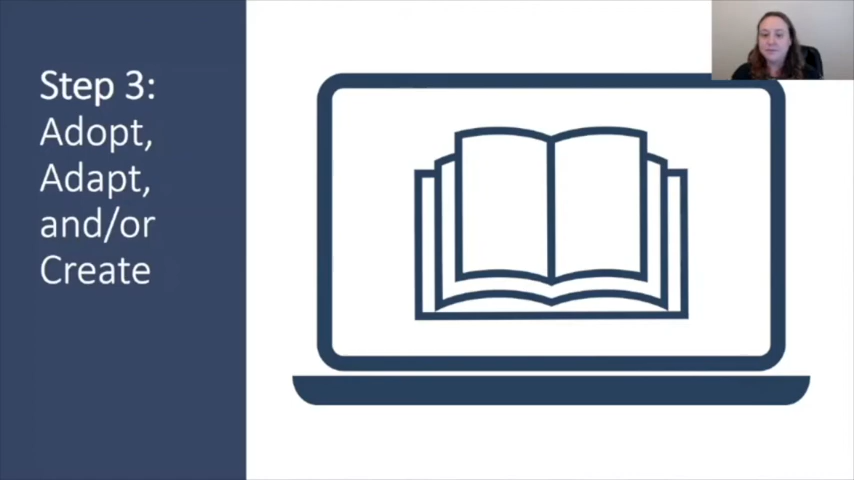 Step 3:
Adopt,
Adapt,
and/or
Create